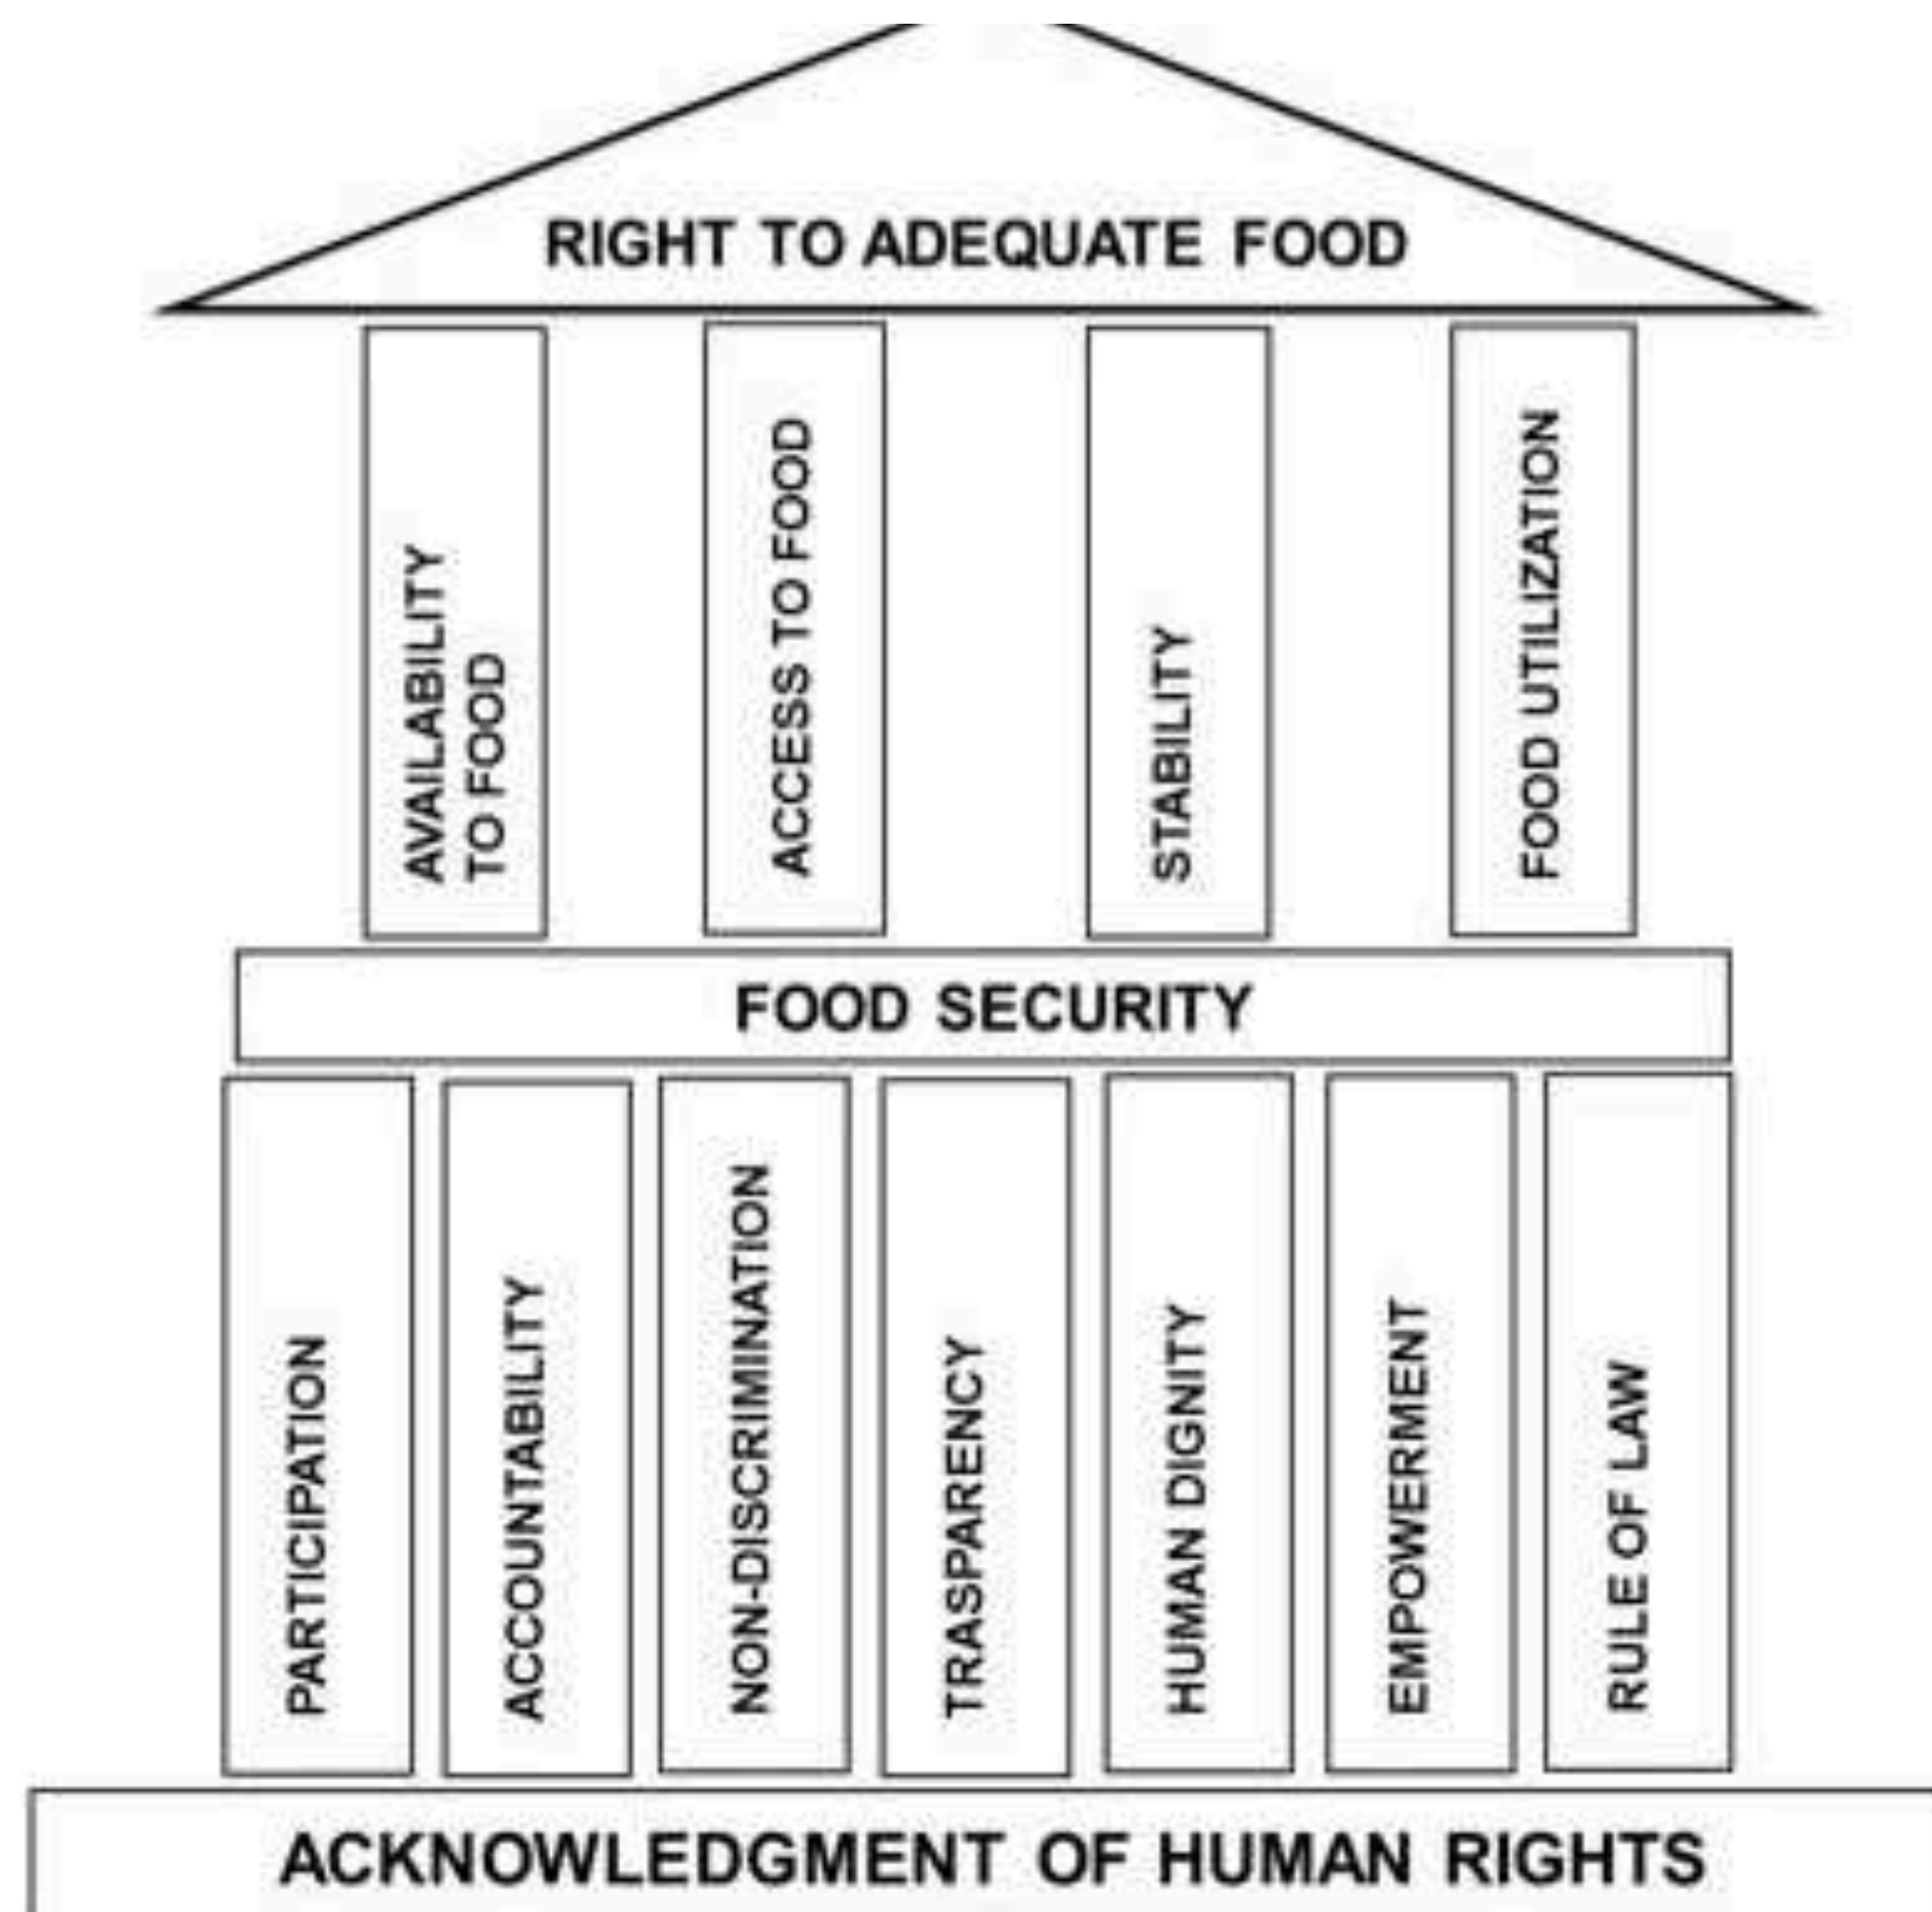 RIGHT TO ADEQUATE FOOD
AVAILABILITY
TO FOOD
ACCESS TO FOOD
STABILITY
FOOD UTILIZATION
FOOD SECURITY
PARTICIPATION
ACCOUNTABILITY
NON-DISCRIMINATION
TRASPARENCY
HUMAN DIGNITY
EMPOWERMENT
RULE OF LAW
ACKNOWLEDGMENT OF HUMAN RIGHTS